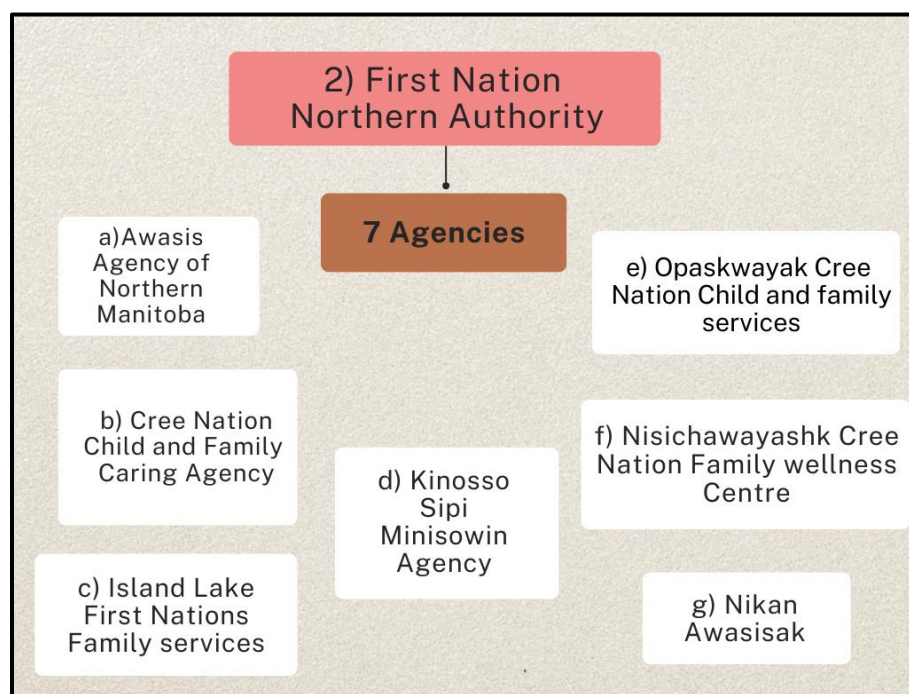 2) First Nation
Northern Authority
7 Agencies
a)Awasis
Agency of
Northern
Manitoba
b) Cree Nation
Child and Family
Caring Agency
c) Island Lake
First Nations
Family services
d) Kinosso
Sipi
Minisowin
Agency
e) Opaskwayak Cree
Nation Child and family
services
f) Nisichawayashk Cree
Nation Family wellness
Centre
g) Nikan
Awasisak